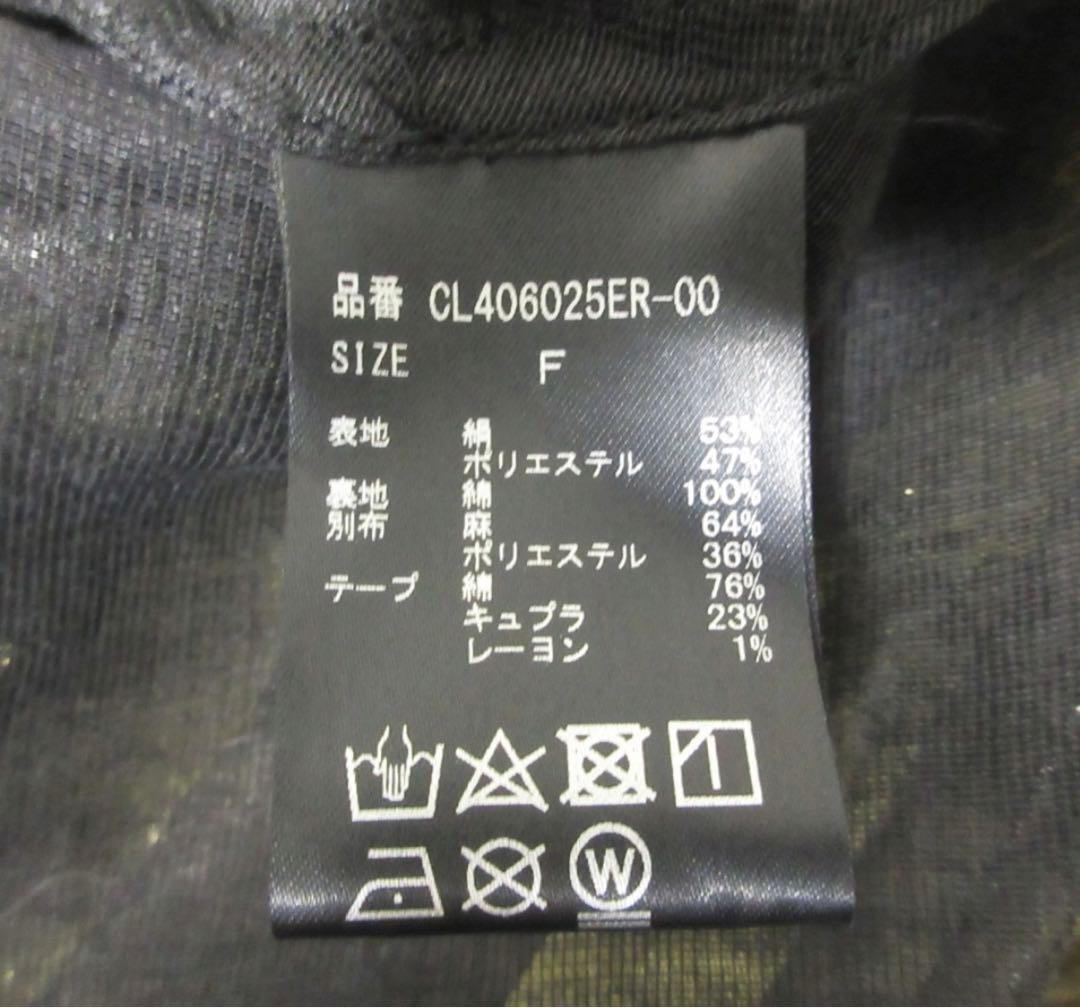 品番 CL406025ER-00
SIZE F
表地 絹 53%
ポリエステル 47%
裏地 綿 100%
別布 麻 64%
ポリエステル 36%
テープ 綿 76%
キュプラ 23%
レーヨン 1%
W